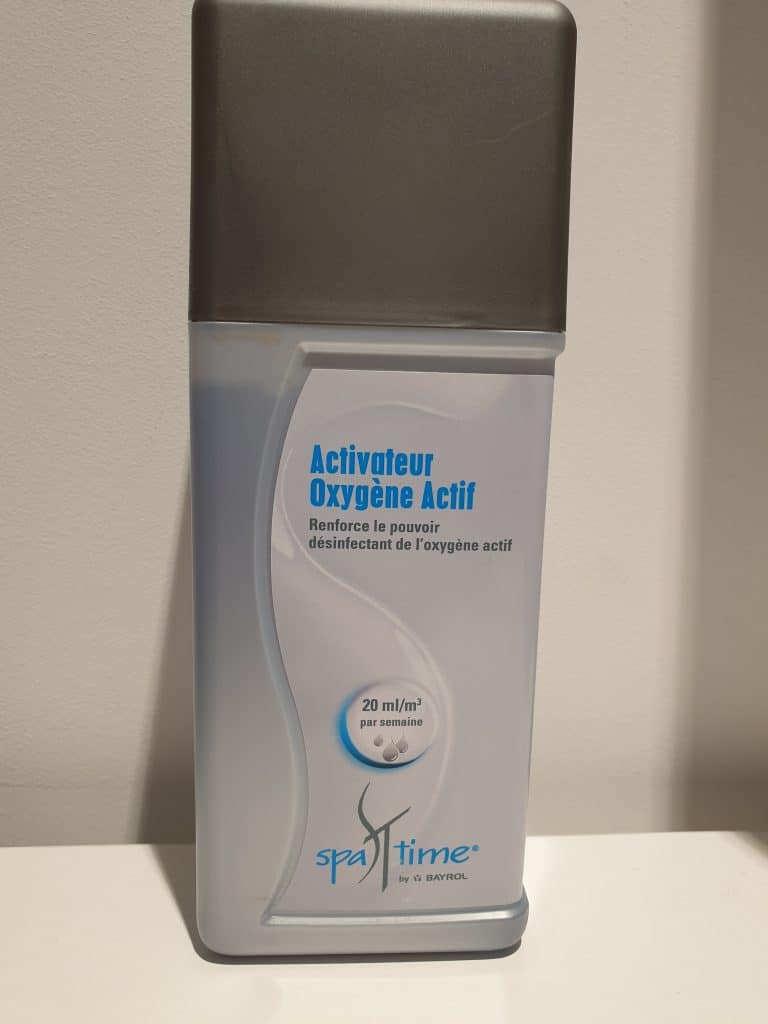 Activateur
Oxygène Actif
Renforce le pouvoir
désinfectant de l'oxygène actif
20 ml/m³
par semaine
spa time®
by BAYROL